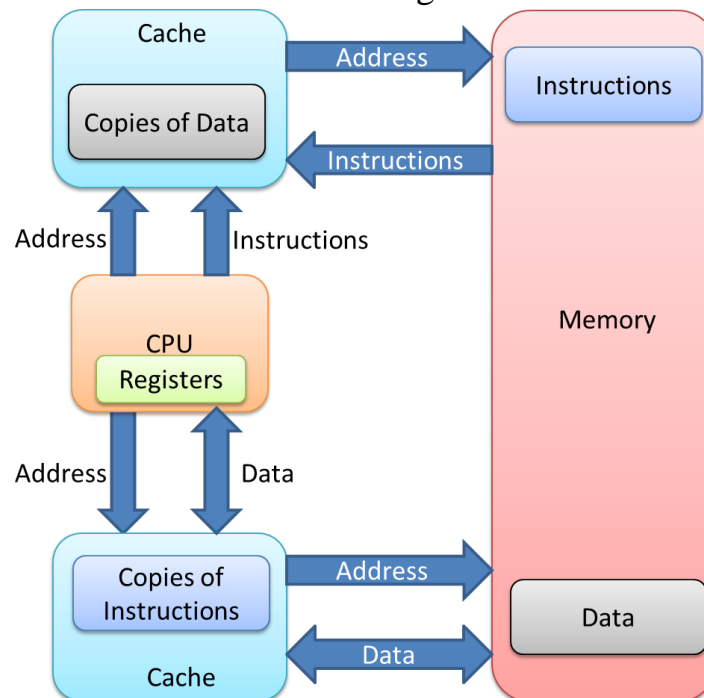 Cache
Address
Instructions
Copies of Data
Instructions
Address
Instructions
Memory
CPU
Registers
Address
Data
Copies of
Instructions
Address
Data
Cache
Data